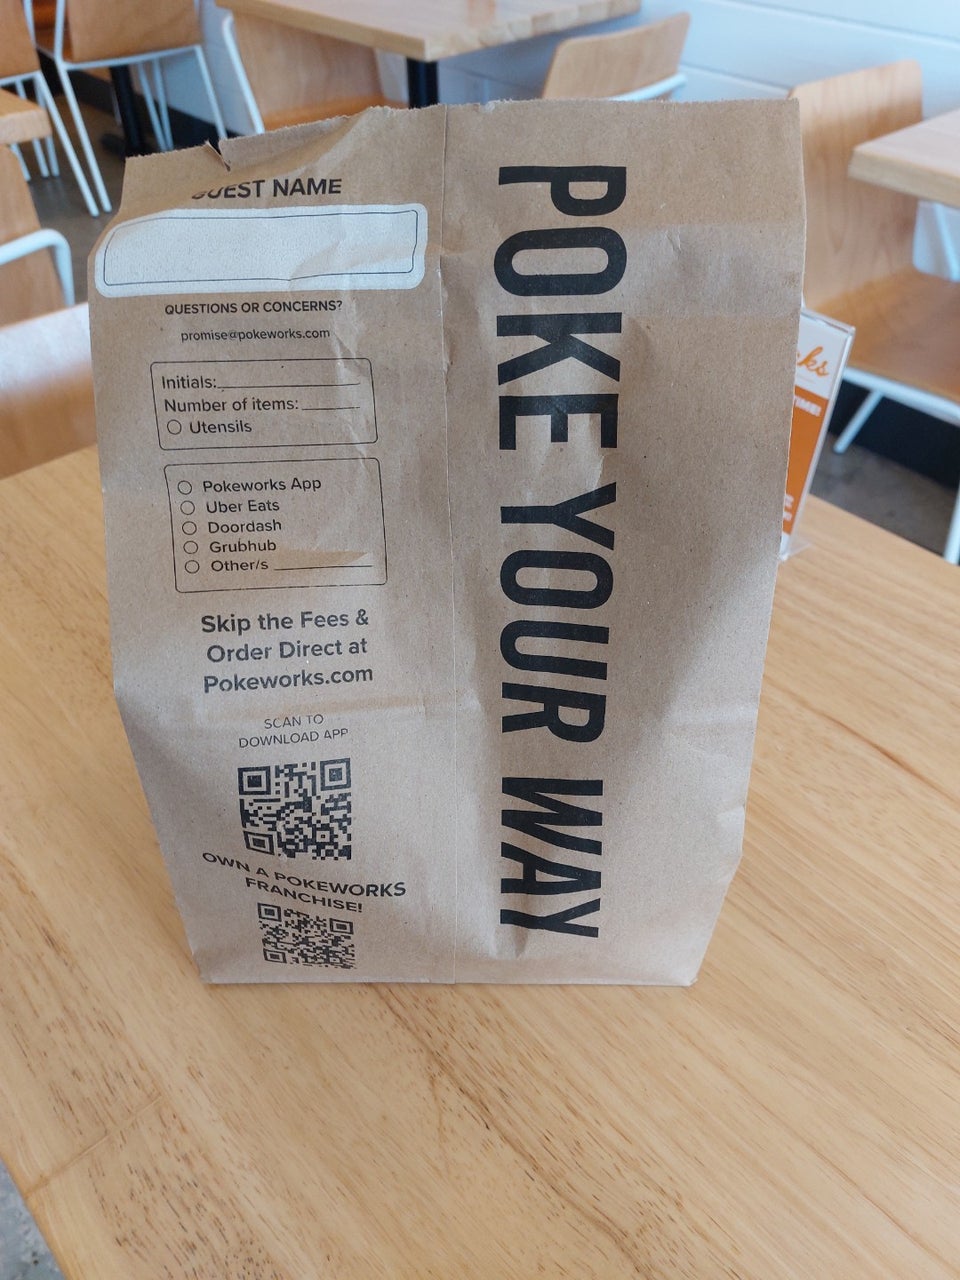 GUEST NAME
QUESTIONS OR CONCERNS?
promise@pokeworks.com
Initials:
Number of items:
Utensils
Pokeworks App
Uber Eats
Doordash
Grubhub
Other/s
Skip the Fees &
Order Direct at
Pokeworks.com
SCAN TO
DOWNLOAD APP
OWN A POKEWORKS
FRANCHISE!
POKE YOUR WAY